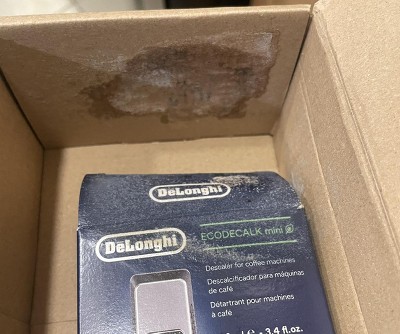 DeLonghi
DeLonghi
ECODECALK mini
Descaler for coffee machines
Descalcificador para máquinas
de café
Détartrant pour machines
à café
3.4 fl.oz.